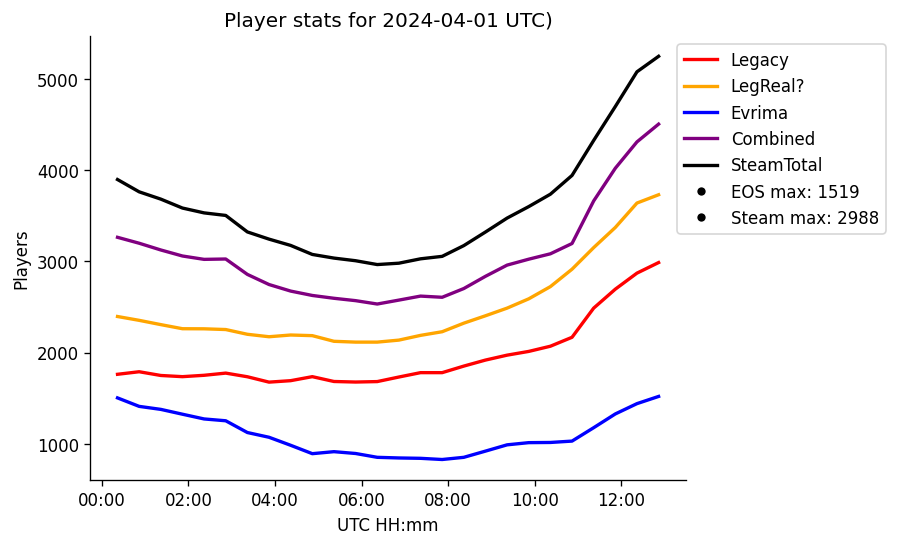 Player stats for 2024-04-01 UTC)
Legacy
LegReal?
Evrima
Combined
SteamTotal
EOS max: 1519
Steam max: 2988
Players
5000
4000
3000
2000
1000
00:00 02:00 04:00 06:00 08:00 10:00 12:00
UTC HH:mm